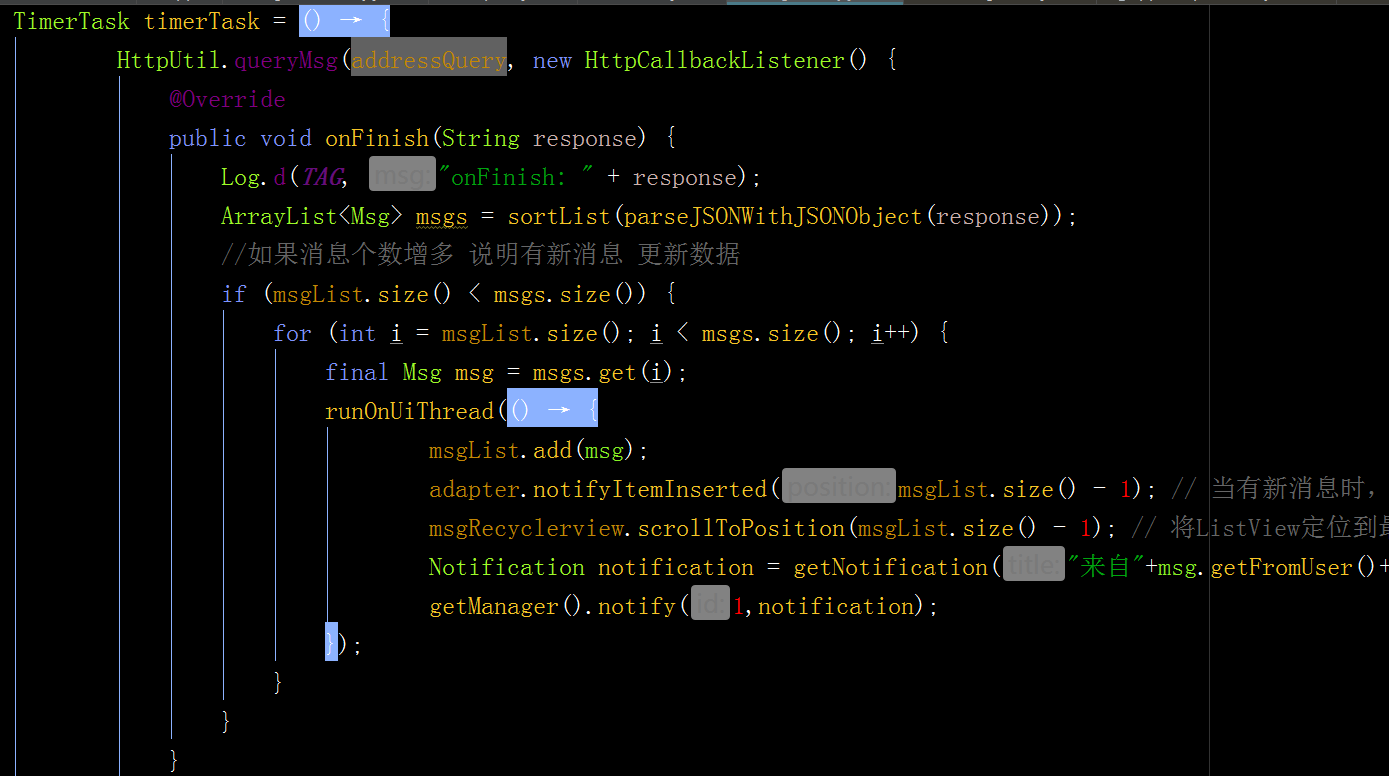 TimerTask timerTask = () → {
HttpUtil.queryMsg(addressQuery, new HttpCallbackListener() {
@Override
public void onFinish(String response) {
Log.d(TAG, msg: "onFinish: " + response);
ArrayList<Msg> msgs = sortList(parseJSONWithJSONObject(response));
//如果消息个数增多 说明有新消息 更新数据
if (msgList.size() < msgs.size()) {
for (int i = msgList.size(); i < msgs.size(); i++) {
final Msg msg = msgs.get(i);
runOnUiThread(() → {
msgList.add(msg);
adapter.notifyItemInserted( position: msgList.size() - 1); // 当有新消息时，
msgRecyclerview.scrollToPosition(msgList.size() - 1); // 将ListView定位到
Notification notification = getNotification( title: "来自"+msg.getFromUser()+
getManager().notify( id: 1,notification);
});
}
}
}